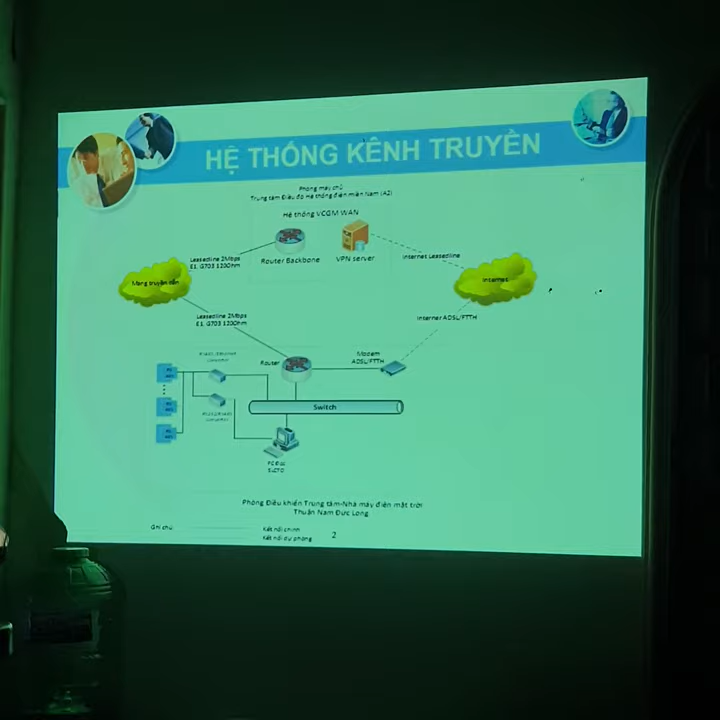 HỆ THỐNG KÊNH TRUYỀN
Phòng máy chủ
Trung tâm Điều độ Hệ thống điện miền Nam (A2)
Hệ thống VCGM WAN
Leasedline 2Mbps
E1, G703 120Ohm
Router Backbone
VPN server
Internet Leasedline
Mạng truyền dẫn
Internet
Leasedline 2Mbps
E1, G703 120Ohm
Internet ADSL/FTTH
Router
Modem
ADSL/FTTH
Switch
PC Đọc
Phòng Điều khiển Trung tâm-Nhà máy điện mặt trời
Thuận Nam Đức Long
Ghi chú:
Kết nối chính
Kết nối dự phòng
2